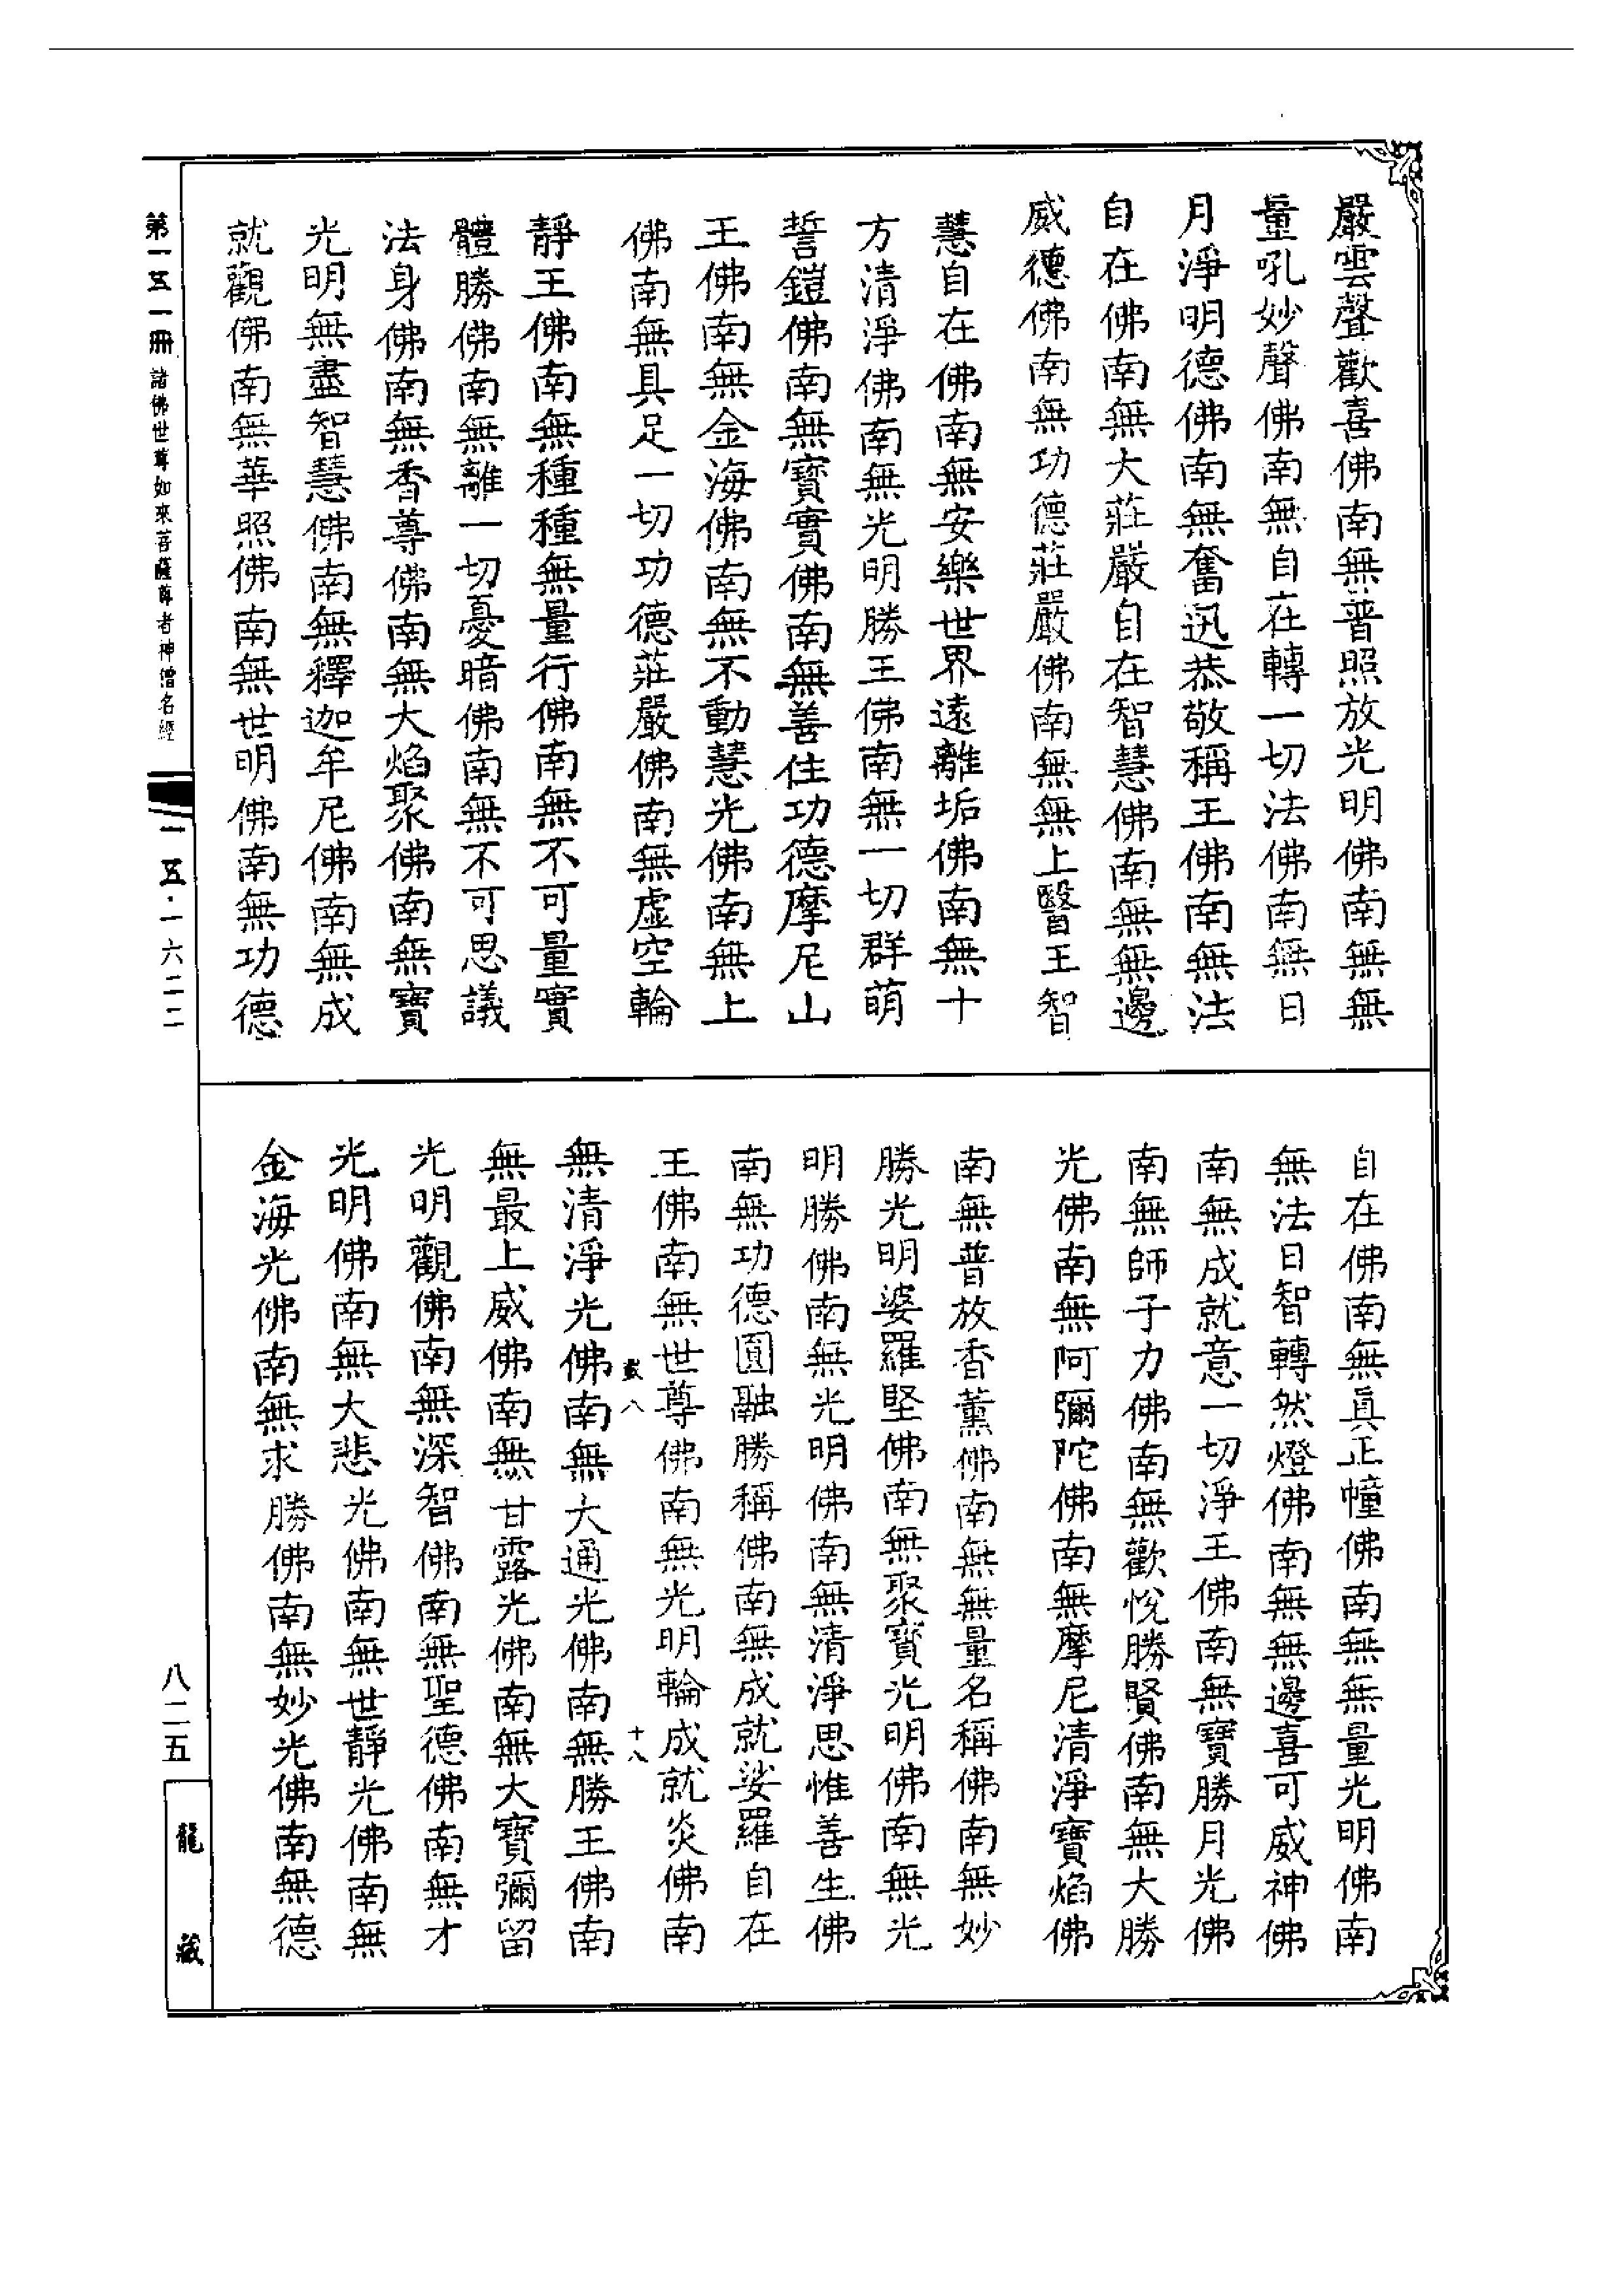 嚴雲聲歡喜佛南無普照放光明佛南無無
量吼妙聲佛南無自在轉一切法佛南無日
月淨明德佛南無奮迅恭敬稱王佛南無法
自在佛南無大莊嚴自在智慧佛南無無邊
威德佛南無功德莊嚴佛南無無上醫王智
慧自在佛南無安樂世界遠離垢佛南無十
方清淨佛南無光明勝王佛南無一切群萌
誓鎧佛南無寶實佛南無善住功德摩尼山
王佛南無金海佛南無不動慧光佛南無上
佛南無具足一切功德莊嚴佛南無虛空輪
靜王佛南無種種無量行佛南無不可量實
體勝佛南無離一切憂暗佛南無不可思議
法身佛南無香尊佛南無大焰聚佛南無寶
光明無盡智慧佛南無釋迦牟尼佛南無成
就觀佛南無華照佛南無世明佛南無功德
自在佛南無真正幢佛南無無量光明佛南
無法日智轉然燈佛南無無邊喜可威神佛
南無成就意一切淨王佛南無寶勝月光佛
南無師子力佛南無歡悅勝賢佛南無大勝
光佛南無阿彌陀佛南無摩尼清淨寶焰佛
南無普放香薰佛南無無量名稱佛南無妙
勝光明婆羅堅佛南無聚寶光明佛南無光
明勝佛南無光明佛南無清淨思惟善生佛
南無功德圓融勝稱佛南無成就娑羅自在
王佛南無世尊佛南無光明輪成就炎佛南
八 十八
無清淨光佛南無大通光佛南無勝王佛南
無最上威佛南無甘露光佛南無大寶彌留
光明觀佛南無深智佛南無聖德佛南無才
光明佛南無大悲光佛南無世靜光佛南無
金海光佛南無求勝佛南無妙光佛南無德
第一五一冊 諸佛世尊如來菩薩尊者神僧名經
一五·一六二二
八二五
龍藏